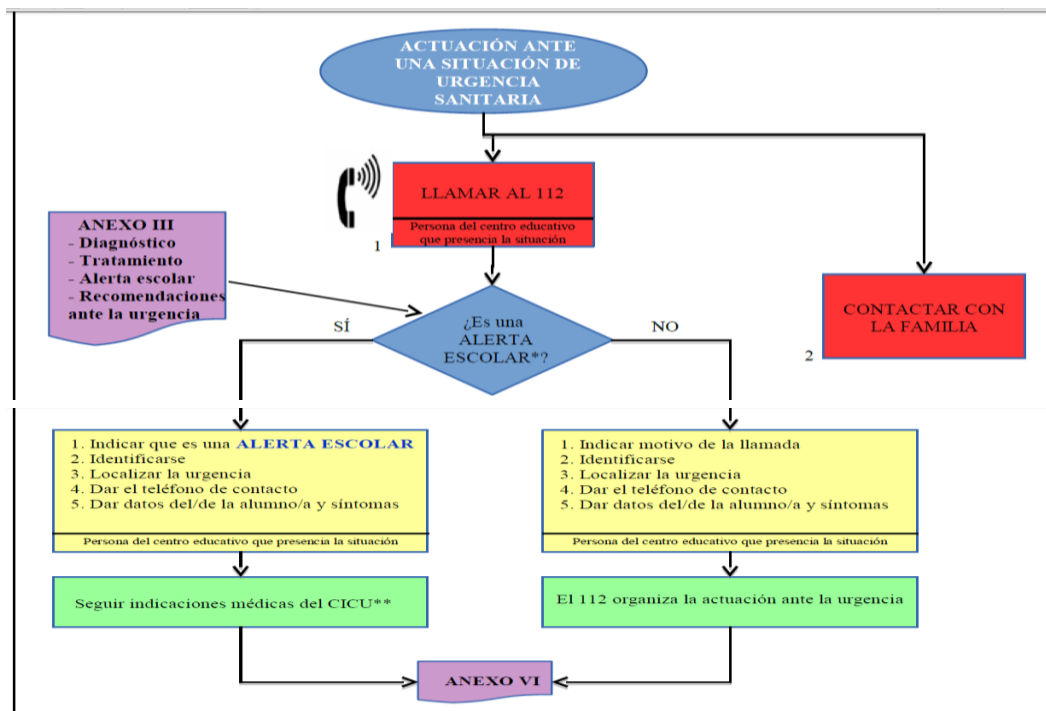 ACTUACIÓN ANTE
UNA SITUACIÓN DE
URGENCIA
SANITARIA
LLAMAR AL 112
Persona del centro educativo
que presencia la situación
1
ANEXO III
- Diagnóstico
- Tratamiento
- Alerta escolar
- Recomendaciones
ante la urgencia
CONTACTAR CON
LA FAMILIA
2
¿Es una
ALERTA
ESCOLAR*?
SÍ
NO
1. Indicar que es una ALERTA ESCOLAR
2. Identificarse
3. Localizar la urgencia
4. Dar el teléfono de contacto
5. Dar datos del/de la alumno/a y síntomas
Persona del centro educativo que presencia la situación
1. Indicar motivo de la llamada
2. Identificarse
3. Localizar la urgencia
4. Dar el teléfono de contacto
5. Dar datos del/de la alumno/a y síntomas
Persona del centro educativo que presencia la situación
Seguir indicaciones médicas del CICU**
El 112 organiza la actuación ante la urgencia
ANEXO VI